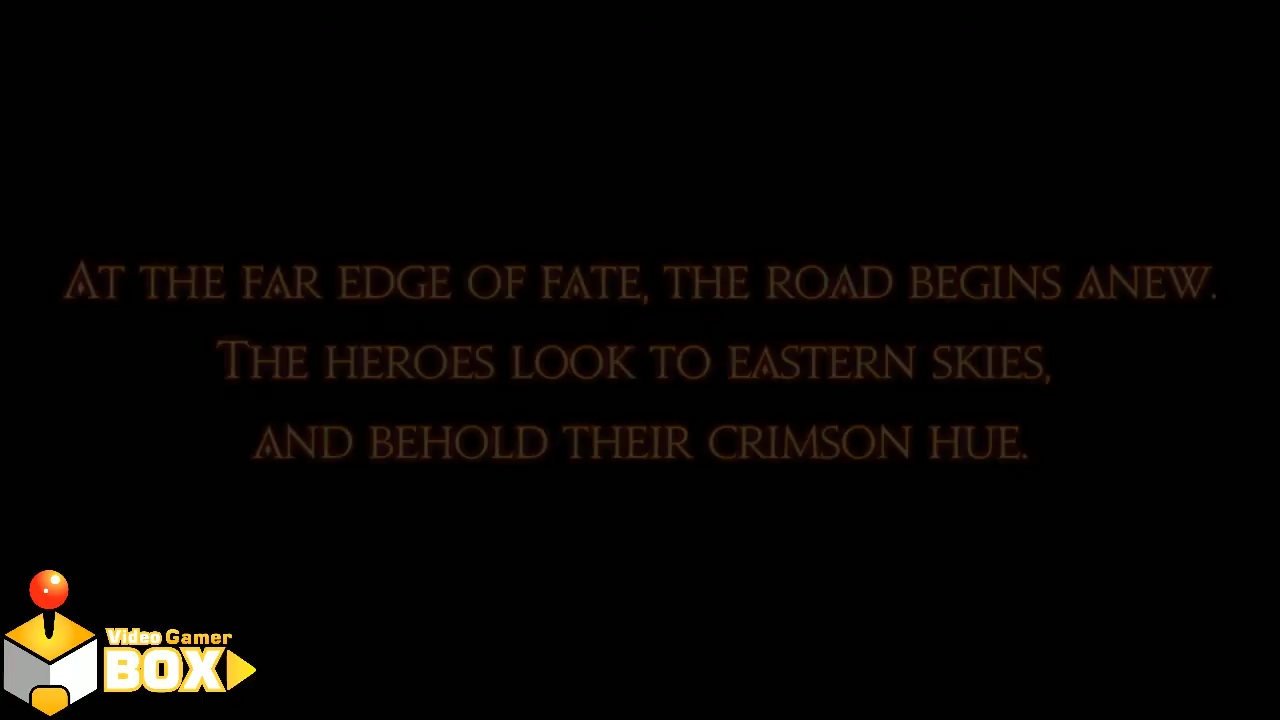 At the far edge of fate, the road begins anew.
The heroes look to eastern skies,
and behold their crimson hue.
Video Gamer
BOX